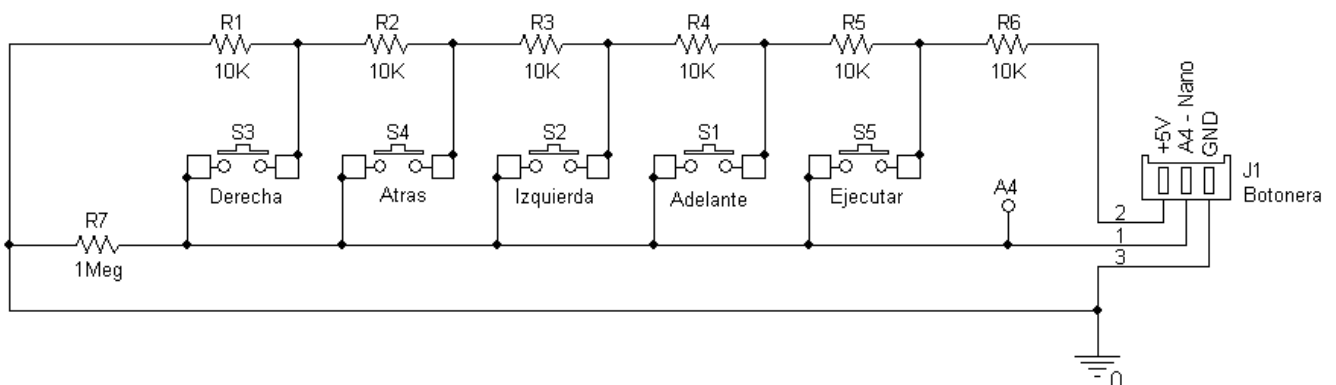 R1
R2
R3
R4
R5
R6
10K
10K
10K
10K
10K
10K
+5V
A4 - Nano
GND
S3
S4
S2
S1
S5
J1
Botonera
Derecha
Atras
Izquierda
Adelante
Ejecutar
A4
R7
1Meg
2
1
3
0